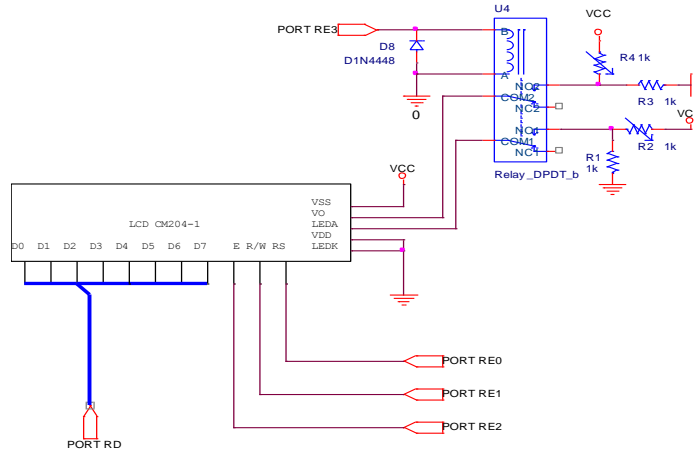 U4
VCC
PORT RE3
B
D8
D1N4448
R4 1k
A
NO2
COM2
NC2
R3 1k
0
VC
NO1
COM1
NC1
R2 1k
R1
1k
Relay_DPDT_b
VCC
VSS
VO
LCD CM204-1
LEDA
VDD
LEDK
D0 D1 D2 D3 D4 D5 D6 D7 E R/W RS
PORT RE0
PORT RE1
PORT RE2
PORT RD